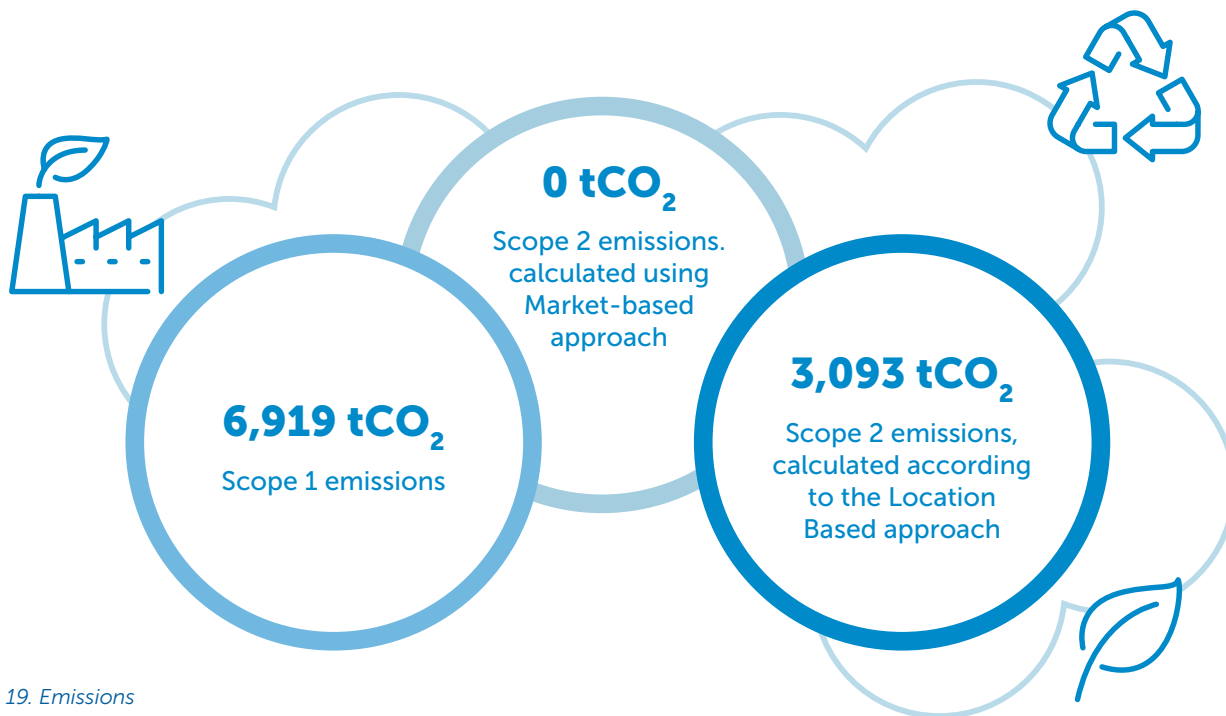 0 tCO₂
Scope 2 emissions.
calculated using
Market-based
approach
6,919 tCO₂
Scope 1 emissions
3,093 tCO₂
Scope 2 emissions,
calculated according
to the Location
Based approach
19. Emissions